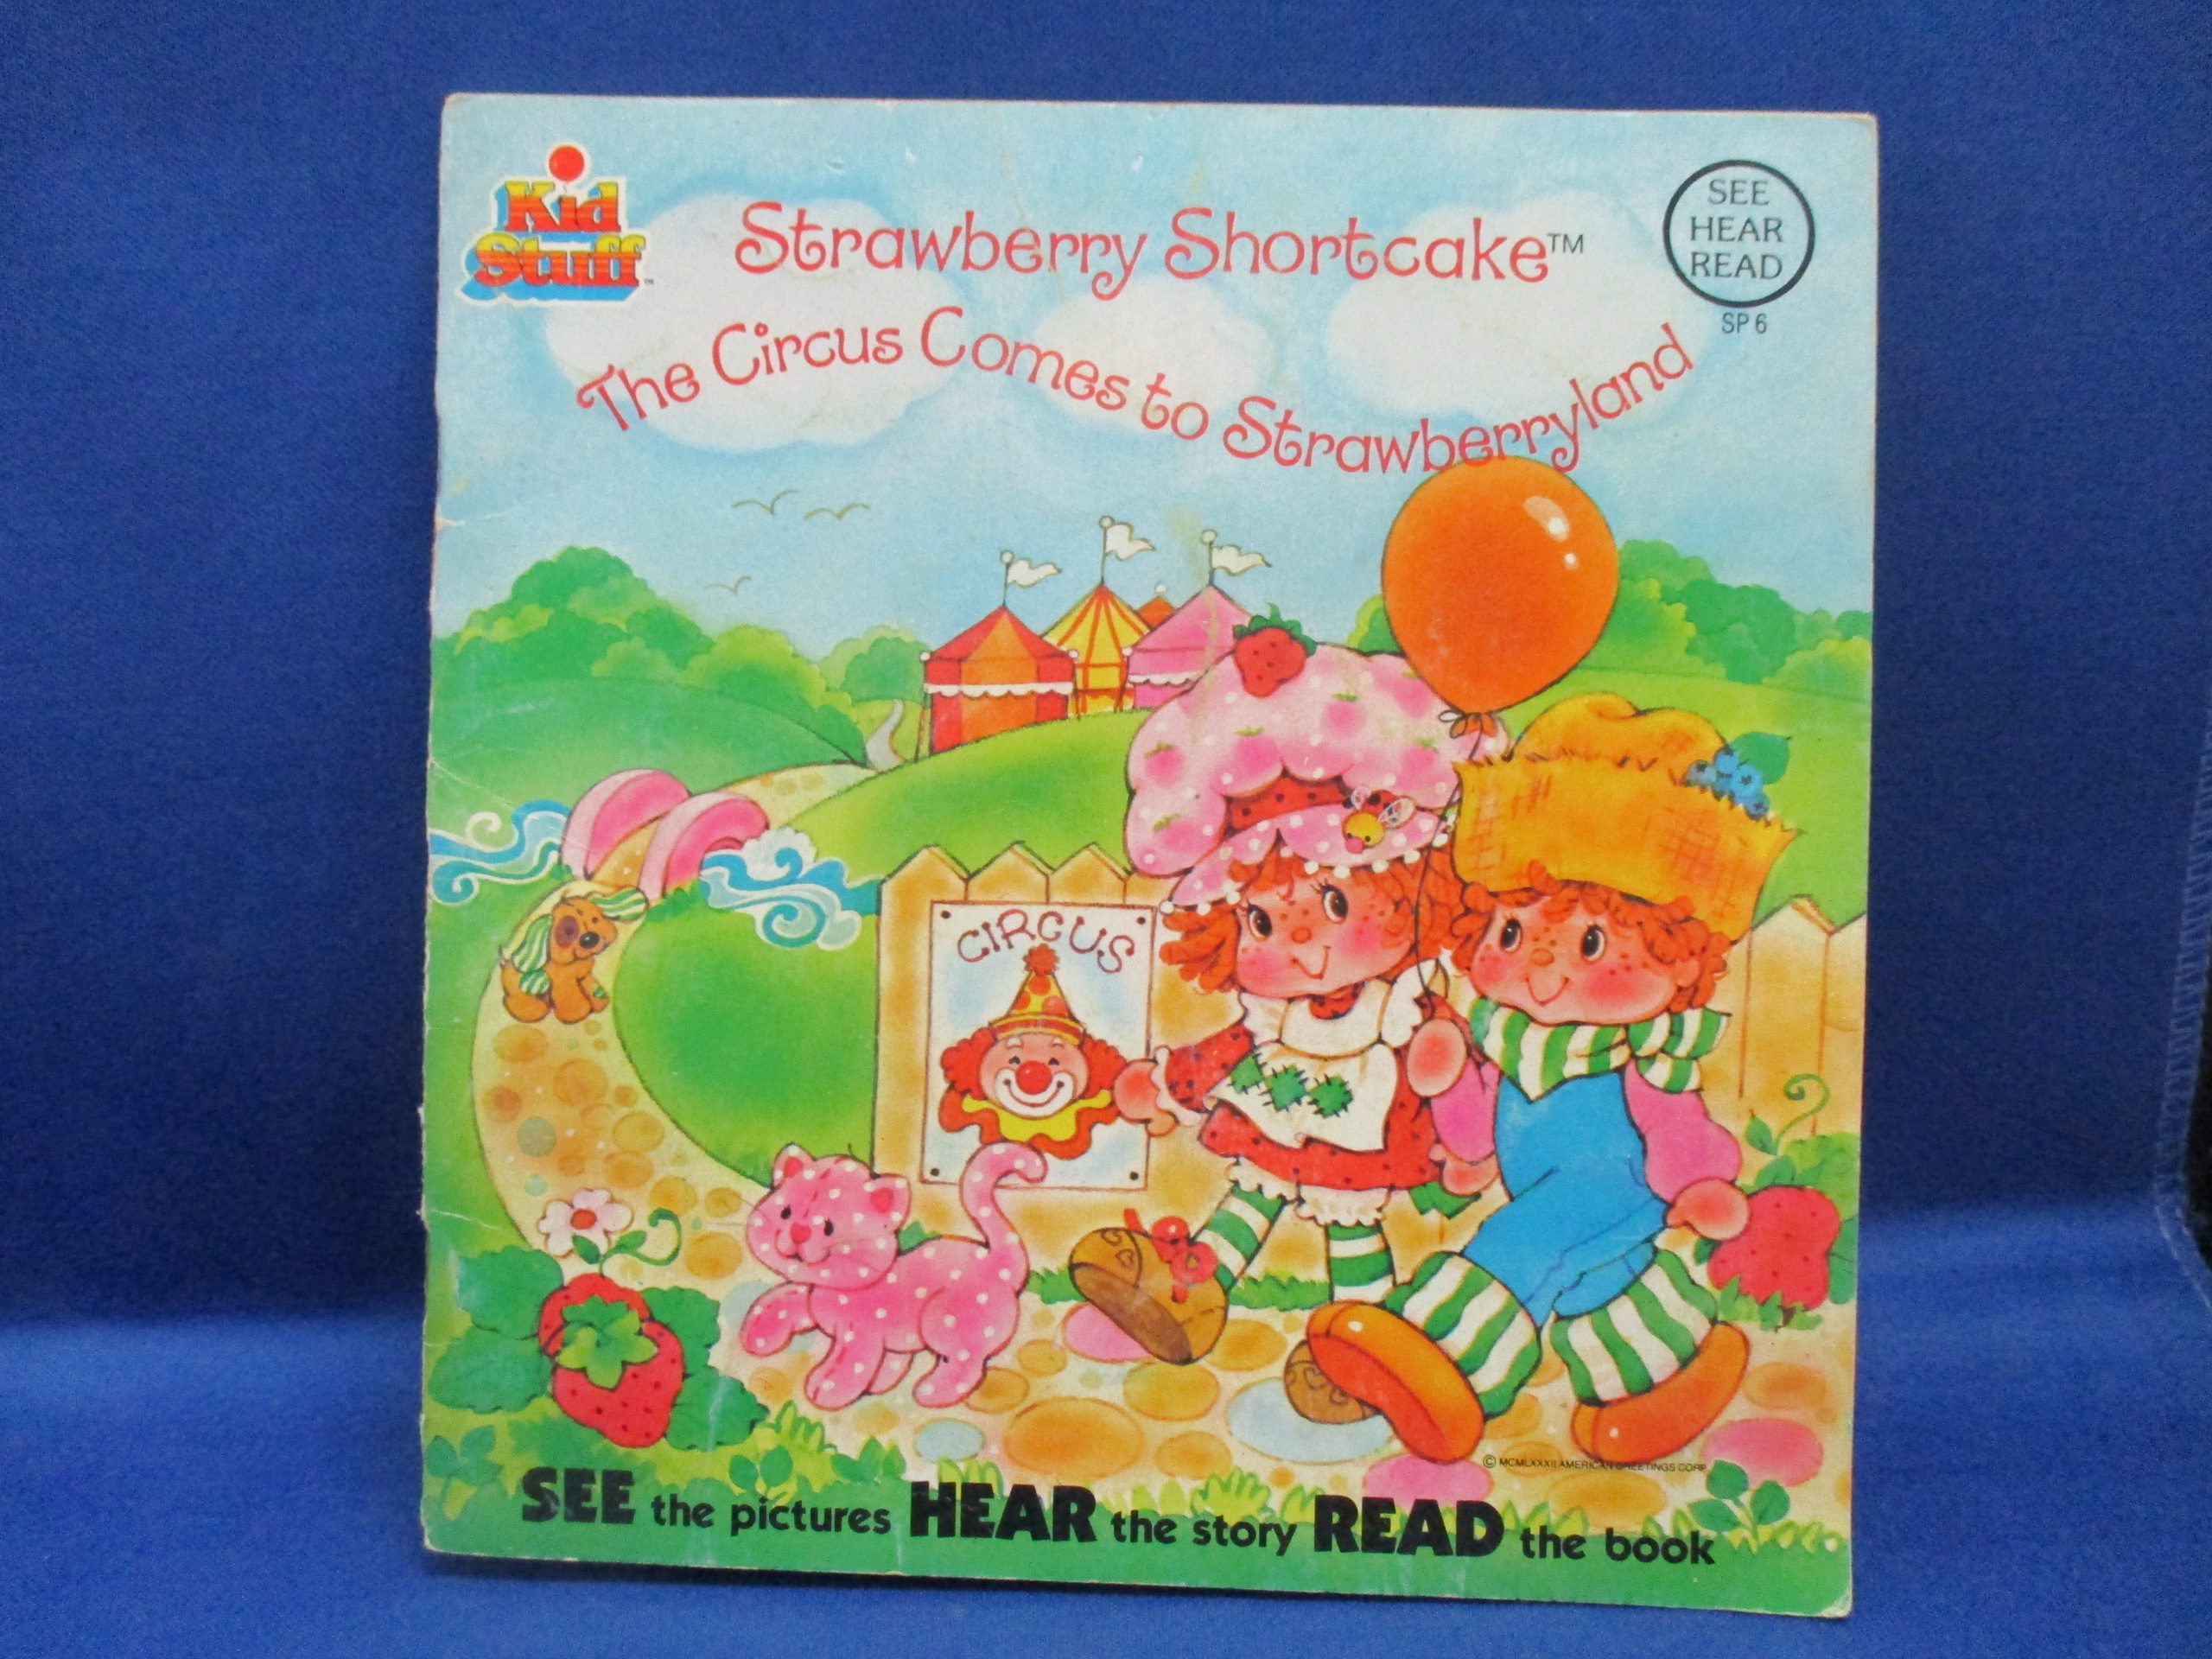 Kid
Stuff™
Strawberry Shortcake™
The Circus Comes to Strawberryland
SEE
HEAR
READ
SP 6
CIRCUS
© MCMLXXXII AMERICAN GREETINGS CORP.
SEE the pictures HEAR the story READ the book